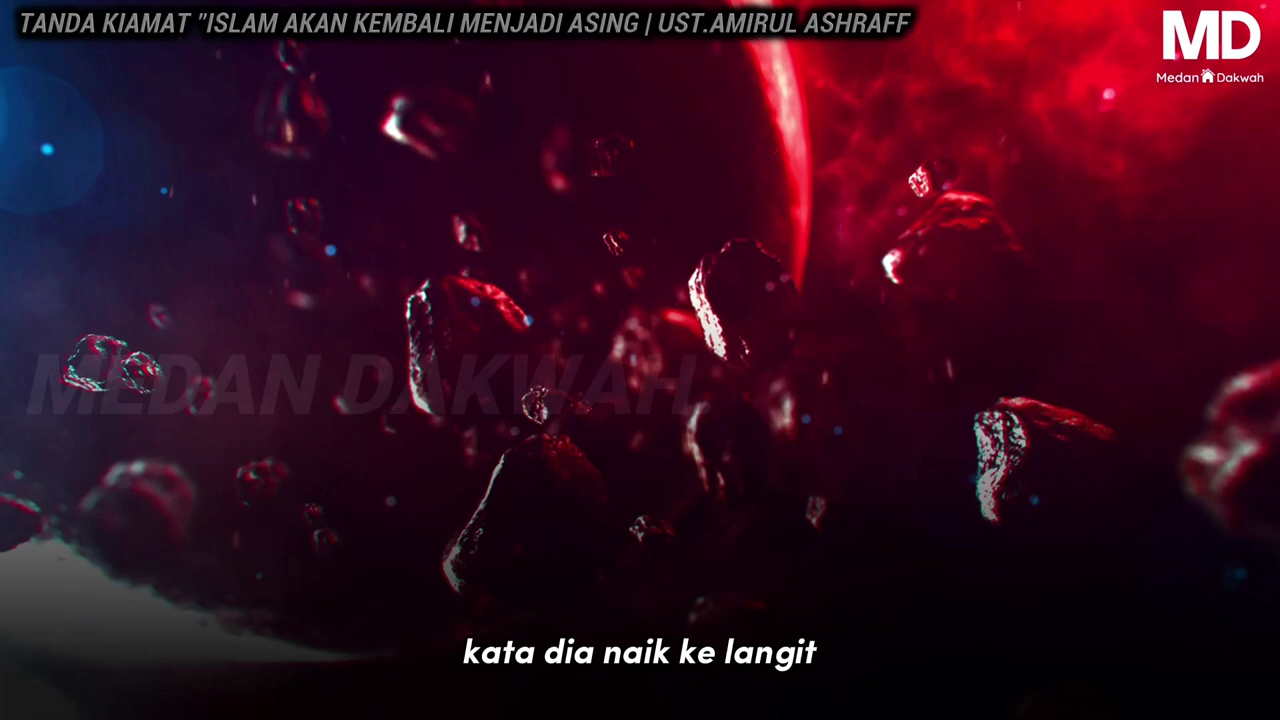 TANDA KIAMAT "ISLAM AKAN KEMBALI MENJADI ASING | UST.AMIRUL ASHRAFF
MD
Medan Dakwah
MEDAN DAKWAH.
kata dia naik ke langit